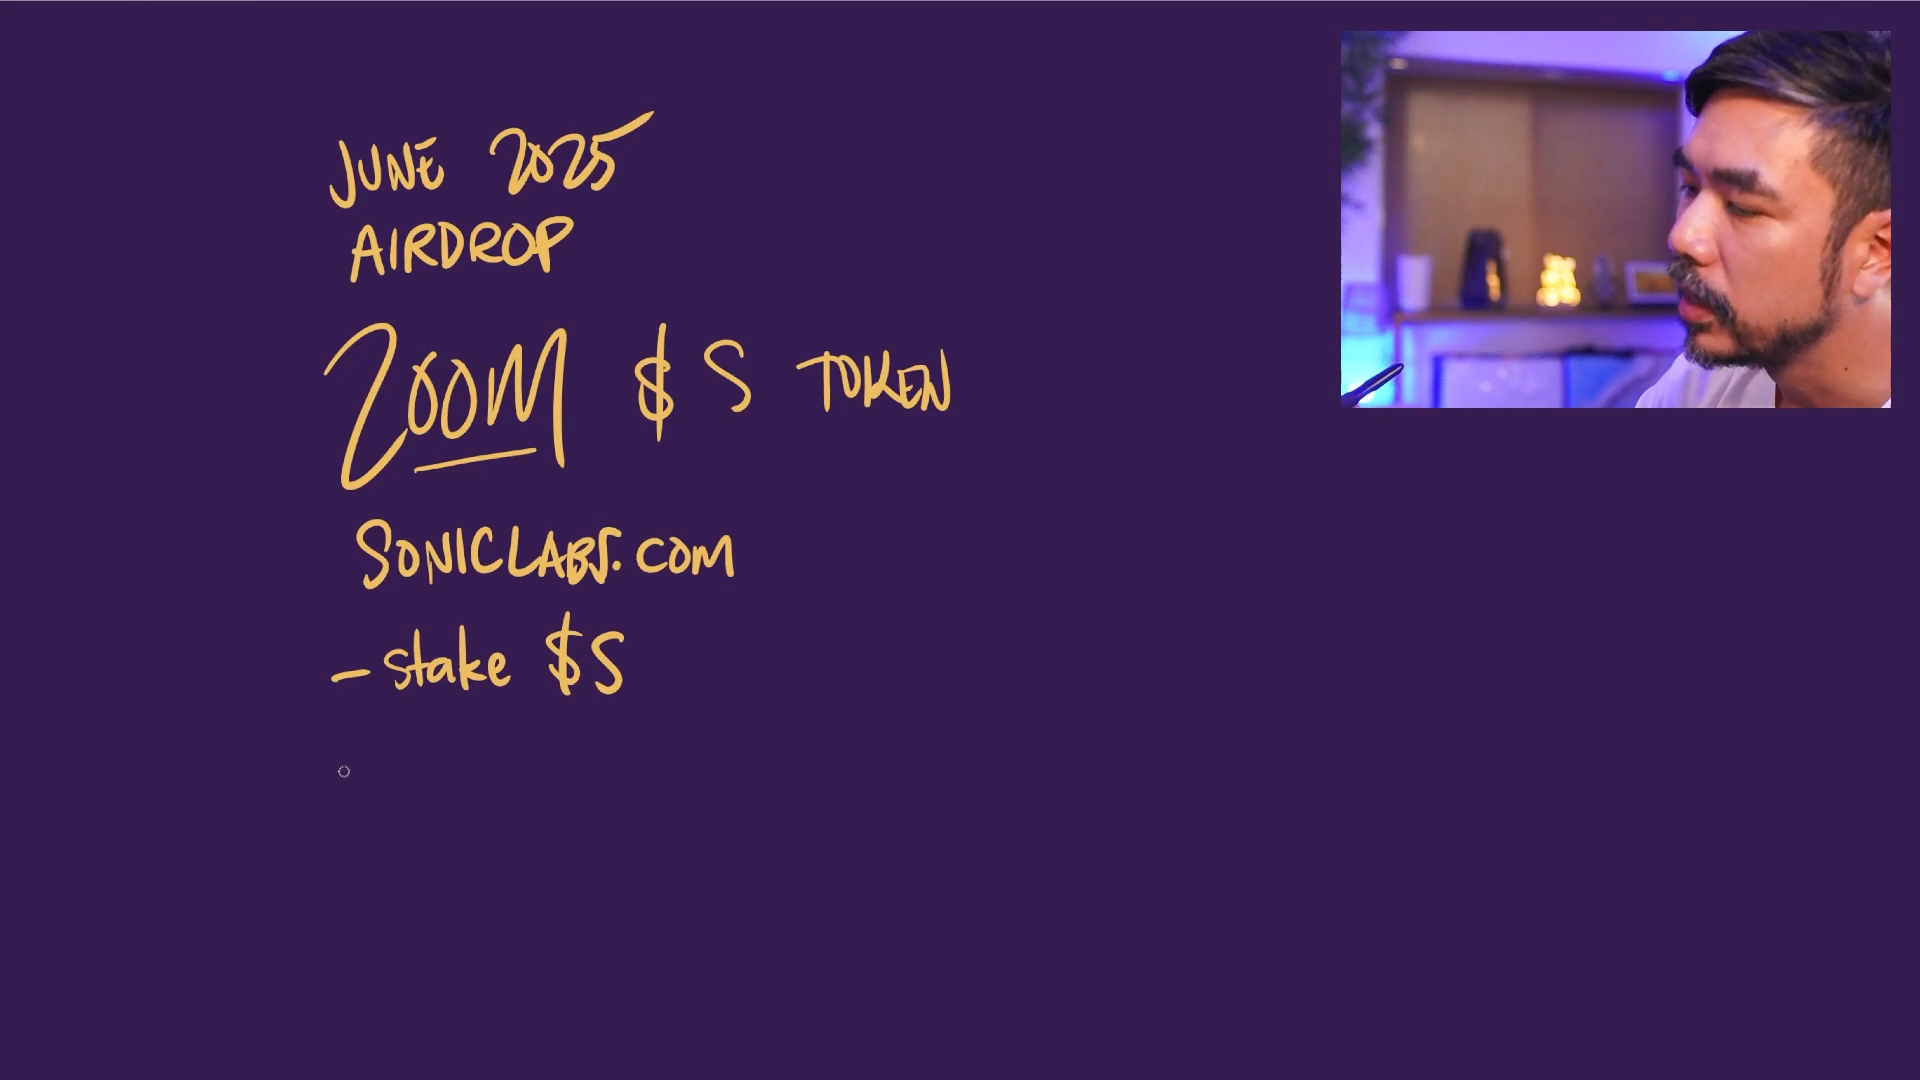 JUNE 2025
AIRDROP
200M $S TOKEN
SONICLABS.COM
- stake $S